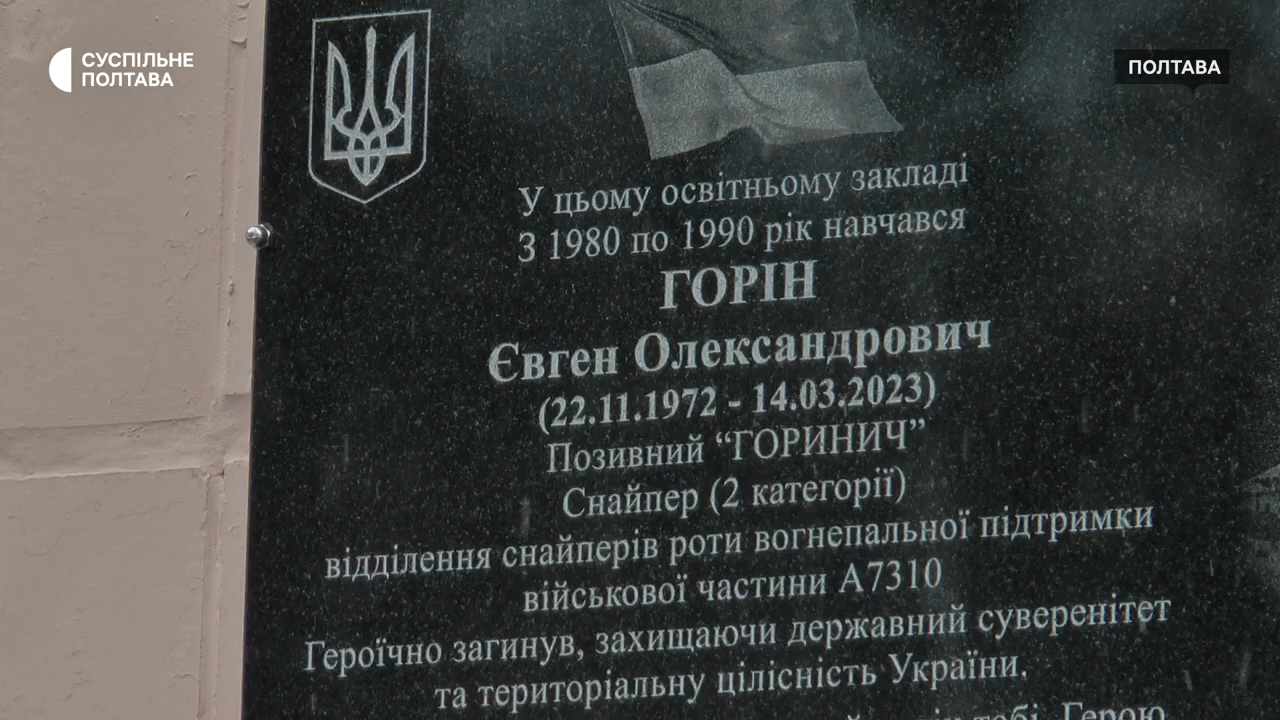 СУСПІЛЬНЕ
ПОЛТАВА
ПОЛТАВА
У цьому освітньому закладі
З 1980 по 1990 рік навчався
ГОРІН
Євген Олександрович
(22.11.1972 - 14.03.2023)
Позивний “ГОРИНИЧ”
Снайпер (2 категорії)
відділення снайперів роти вогнепальної підтримки
військової частини А7310
Героїчно загинув, захищаючи державний суверенітет
та територіальну цілісність України.
тобі, Герою